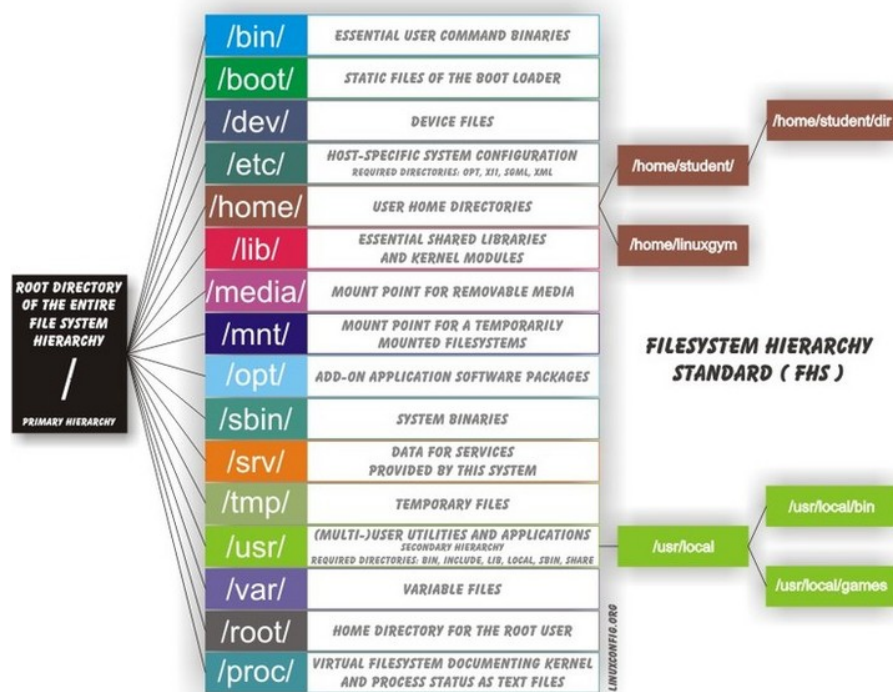 ROOT DIRECTORY
OF THE ENTIRE
FILE SYSTEM
HIERARCHY
/
PRIMARY HIERARCHY
/bin/
ESSENTIAL USER COMMAND BINARIES
/boot/
STATIC FILES OF THE BOOT LOADER
/dev/
DEVICE FILES
/etc/
HOST-SPECIFIC SYSTEM CONFIGURATION
REQUIRED DIRECTORIES: OPT, XII, SGML, XML
/home/
USER HOME DIRECTORIES
/home/student/
/home/student/dir
/home/linuxgym
/lib/
ESSENTIAL SHARED LIBRARIES
AND KERNEL MODULES
/media/
MOUNT POINT FOR REMOVABLE MEDIA
/mnt/
MOUNT POINT FOR A TEMPORARILY
MOUNTED FILESYSTEMS
/opt/
ADD-ON APPLICATION SOFTWARE PACKAGES
/sbin/
SYSTEM BINARIES
/srv/
DATA FOR SERVICES
PROVIDED BY THIS SYSTEM
/tmp/
TEMPORARY FILES
/usr/
(MULTI-)USER UTILITIES AND APPLICATIONS
SECONDARY HIERARCHY
REQUIRED DIRECTORIES: BIN, INCLUDE, LIB, LOCAL, SBIN, SHARE
/usr/local
/usr/local/bin
/usr/local/games
/var/
VARIABLE FILES
/root/
HOME DIRECTORY FOR THE ROOT USER
/proc/
VIRTUAL FILESYSTEM DOCUMENTING KERNEL
AND PROCESS STATUS AS TEXT FILES
FILESYSTEM HIERARCHY
STANDARD ( FHS )
LINUXCONFIG.ORG